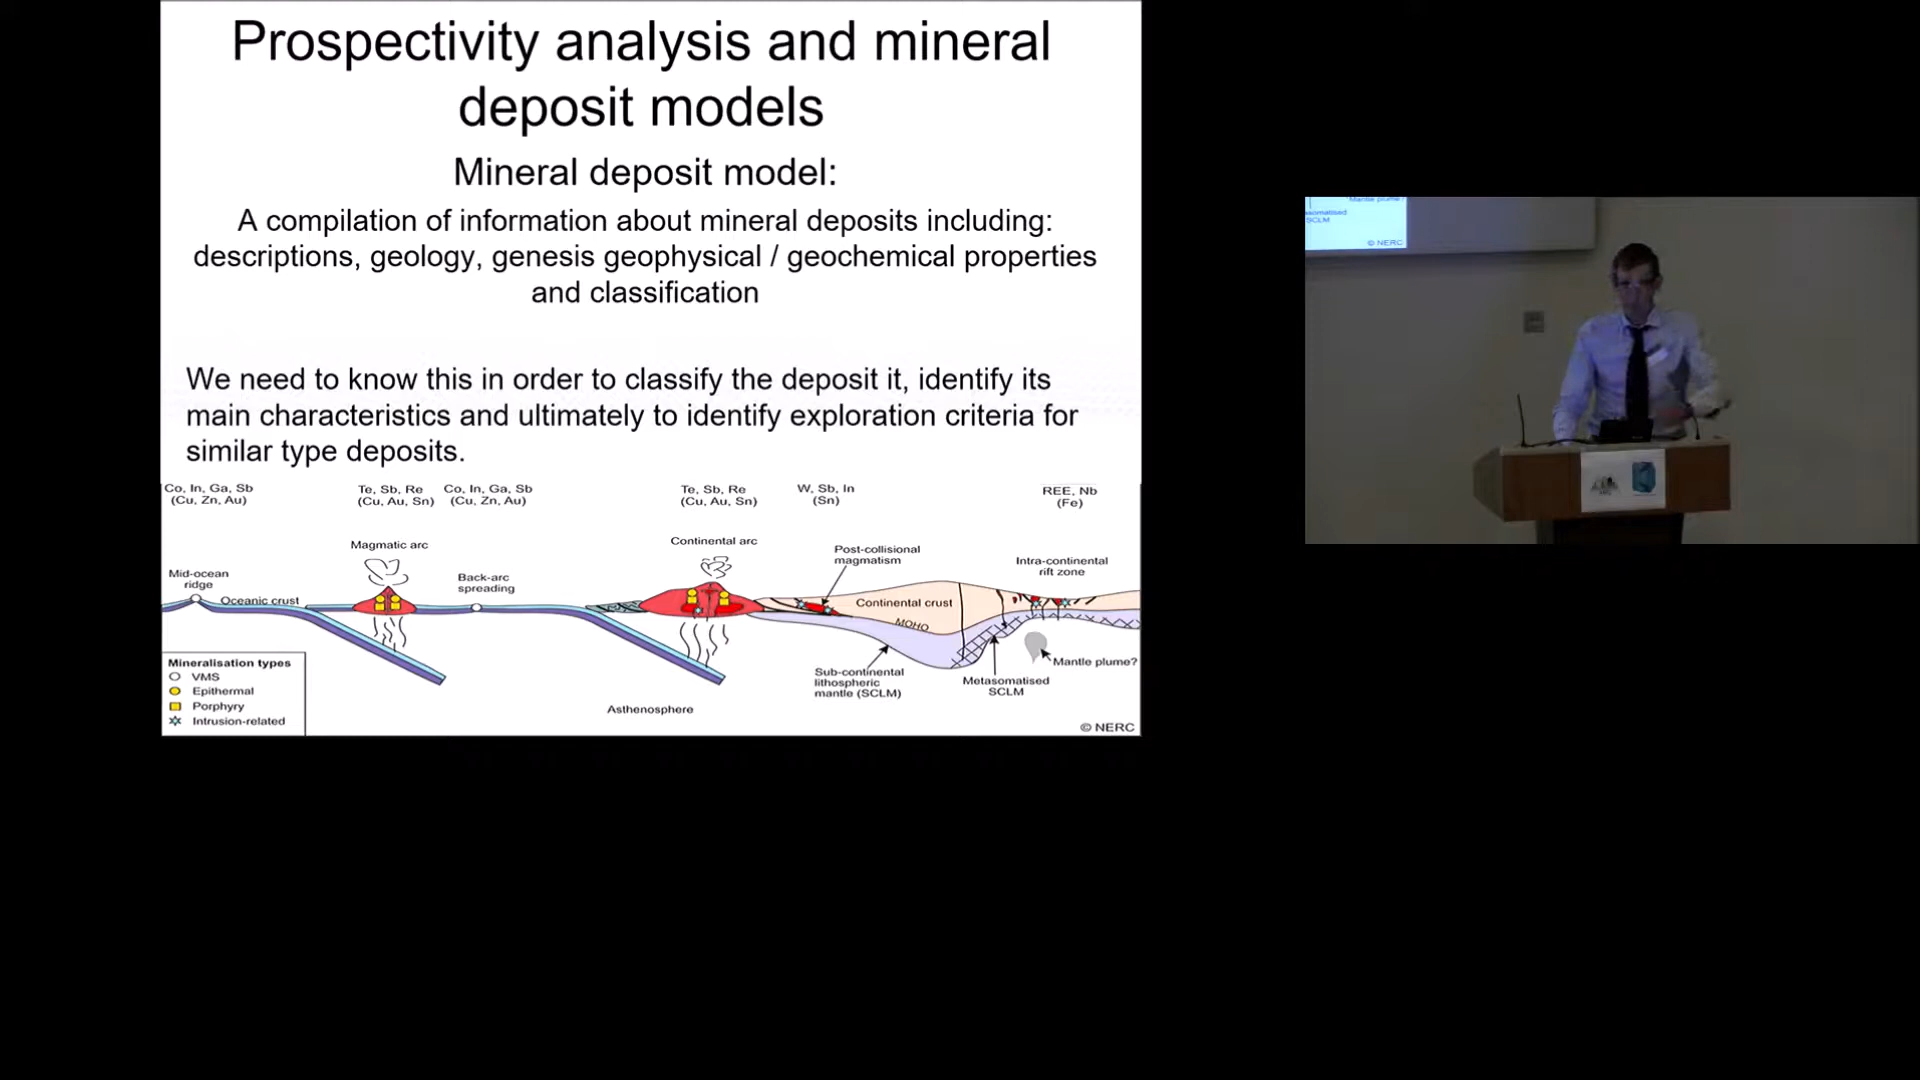 Prospectivity analysis and mineral
deposit models
Mineral deposit model:
A compilation of information about mineral deposits including:
descriptions, geology, genesis geophysical / geochemical properties
and classification
We need to know this in order to classify the deposit it, identify its
main characteristics and ultimately to identify exploration criteria for
similar type deposits.
Co, In, Ga, Sb
(Cu, Zn, Au)
Te, Sb, Re
(Cu, Au, Sn)
Co, In, Ga, Sb
(Cu, Zn, Au)
Te, Sb, Re
(Cu, Au, Sn)
W, Sb, In
(Sn)
REE, Nb
(Fe)
Mid-ocean
ridge
Oceanic crust
Magmatic arc
Back-arc
spreading
Continental arc
Post-collisional
magmatism
Continental crust
MOHO
Intra-continental
rift zone
Mantle plume?
Sub-continental
lithospheric
mantle (SCLM)
Metasomatised
SCLM
Asthenosphere
Mineralisation types
VMS
Epithermal
Porphyry
Intrusion-related
© NERC
Mantle plume?
asomatised
SCLM
© NERC